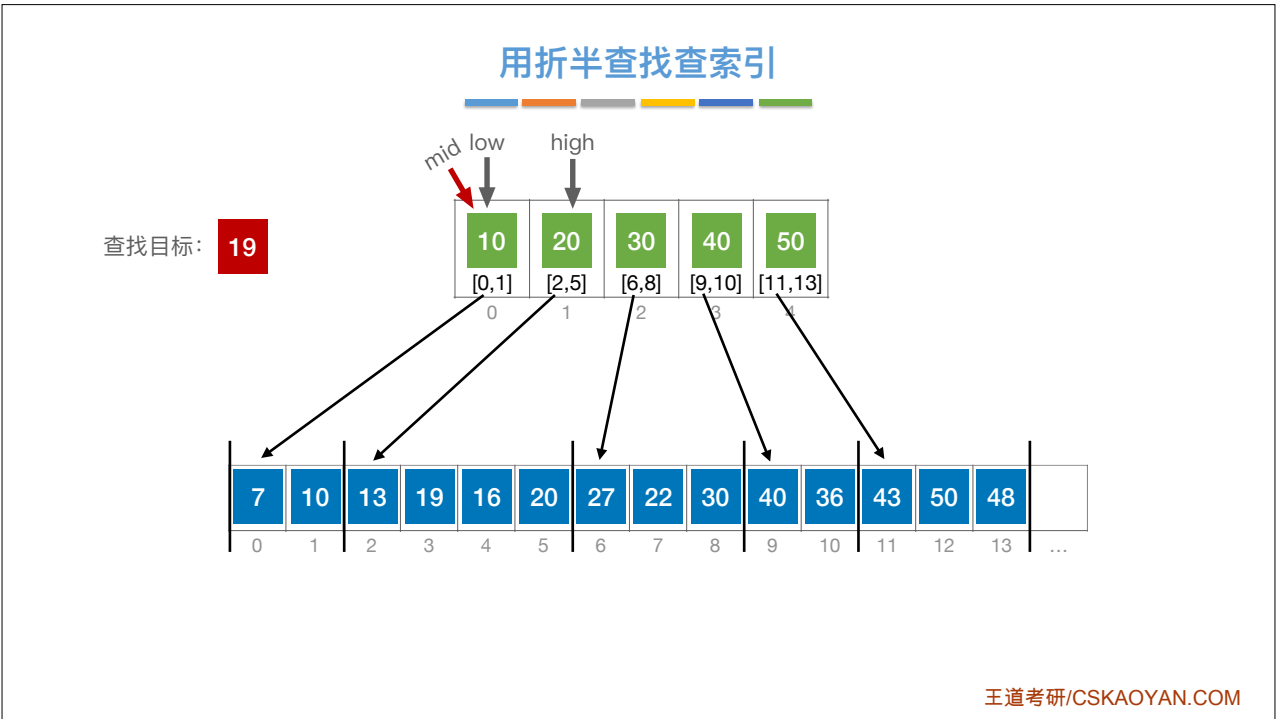 用折半查找查索引
mid low high
查找目标： 19
10 20 30 40 50
[0,1] [2,5] [6,8] [9,10] [11,13]
0 1 2 3 4
7 10 13 19 16 20 27 22 30 40 36 43 50 48
0 1 2 3 4 5 6 7 8 9 10 11 12 13 …
王道考研/CSKAOYAN.COM